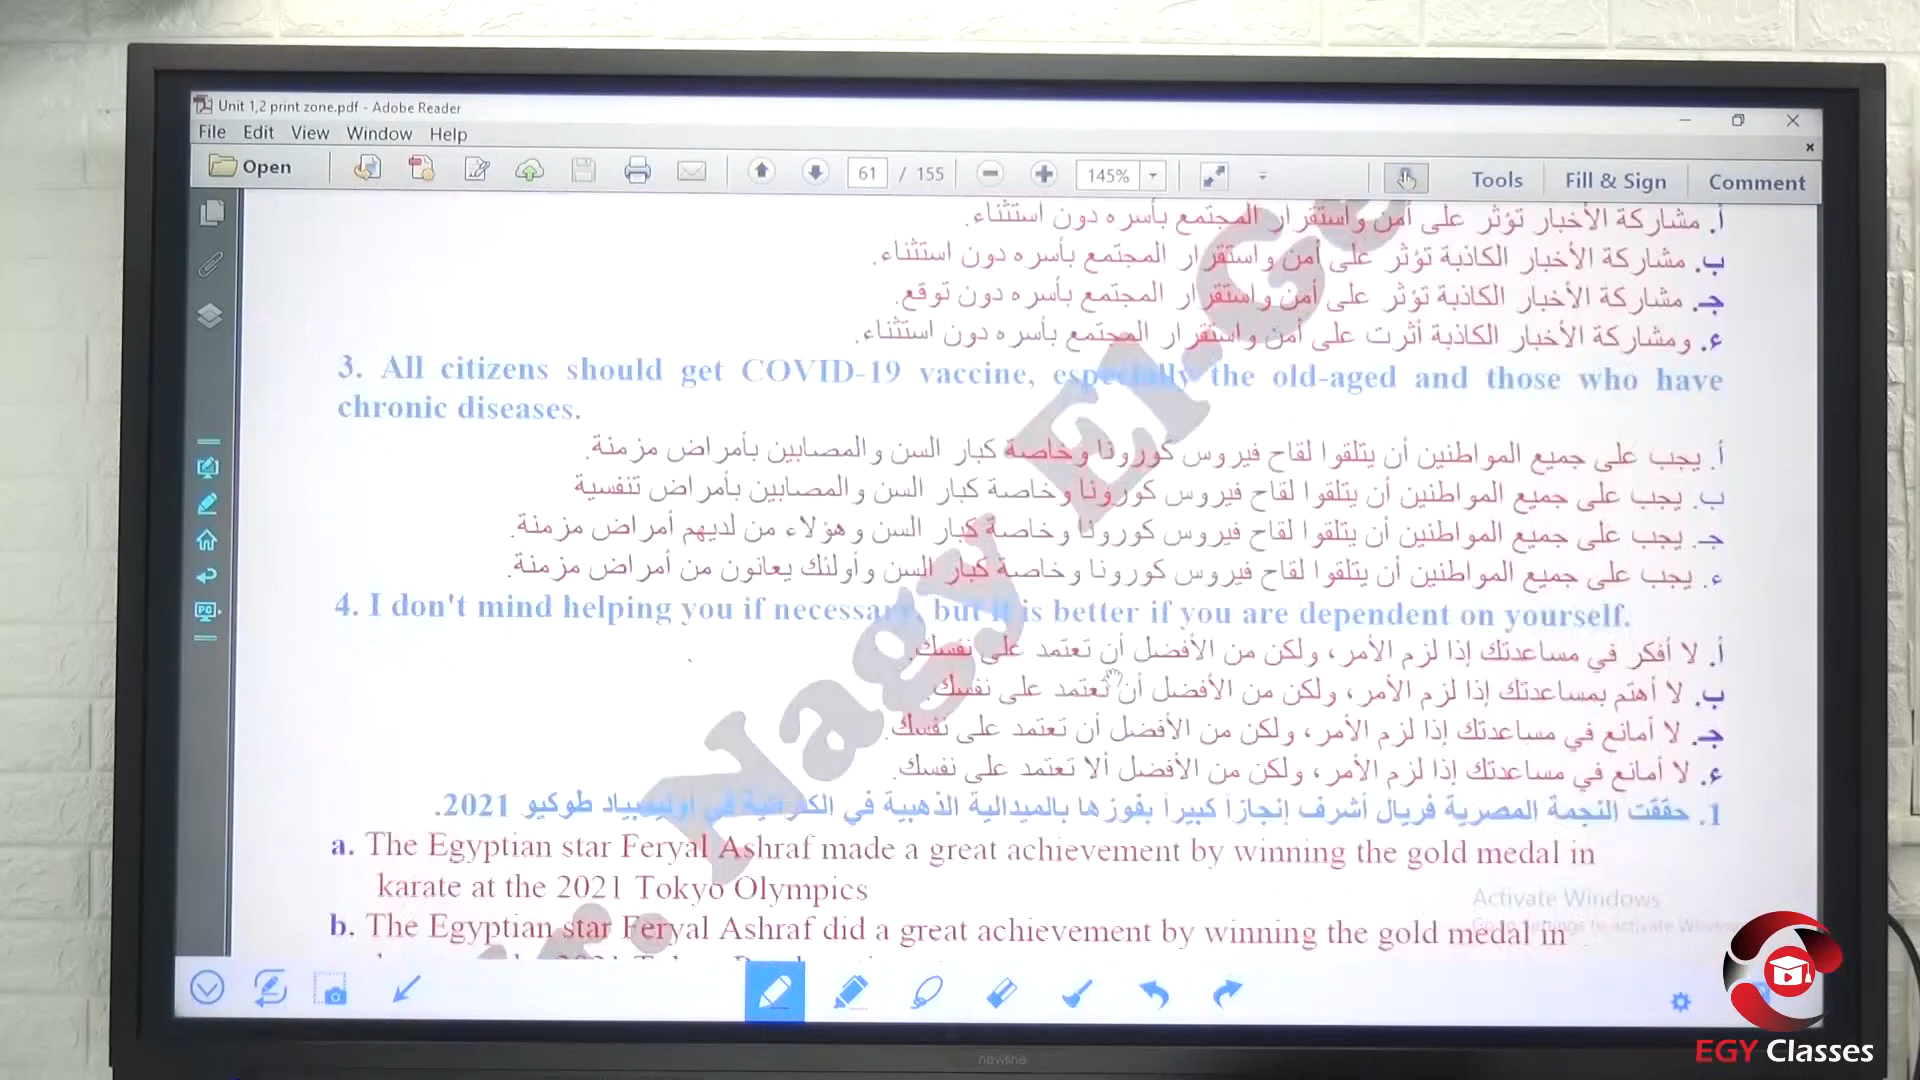 Unit 1,2 print zone.pdf - Adobe Reader
File Edit View Window Help
Open 61 / 155 145% Tools Fill & Sign Comment
أ. مشاركة الأخبار تؤثر على أمن واستقرار المجتمع بأسره دون استثناء.
ب. مشاركة الأخبار الكاذبة تؤثر على أمن واستقرار المجتمع بأسره دون استثناء.
جـ. مشاركة الأخبار الكاذبة تؤثر على أمن واستقرار المجتمع بأسره دون توقع.
ء. ومشاركة الأخبار الكاذبة أثرت على أمن واستقرار المجتمع بأسره دون استثناء.
3. All citizens should get COVID-19 vaccine, especially the old-aged and those who have
chronic diseases.
أ. يجب على جميع المواطنين أن يتلقوا لقاح فيروس كورونا وخاصة كبار السن والمصابين بأمراض مزمنة.
ب. يجب على جميع المواطنين أن يتلقوا لقاح فيروس كورونا وخاصة كبار السن والمصابين بأمراض تنفسية
جـ. يجب على جميع المواطنين أن يتلقوا لقاح فيروس كورونا وخاصة كبار السن وهؤلاء من لديهم أمراض مزمنة.
ء. يجب على جميع المواطنين أن يتلقوا لقاح فيروس كورونا وخاصة كبار السن وأولئك يعانون من أمراض مزمنة.
4. I don't mind helping you if necessary, but it is better if you are dependent on yourself.
أ. لا أفكر في مساعدتك إذا لزم الأمر، ولكن من الأفضل أن تعتمد على نفسك.
ب. لا أهتم بمساعدتك إذا لزم الأمر، ولكن من الأفضل أن تعتمد على نفسك.
جـ. لا أمانع في مساعدتك إذا لزم الأمر، ولكن من الأفضل أن تعتمد على نفسك.
ء. لا أمانع في مساعدتك إذا لزم الأمر، ولكن من الأفضل ألا تعتمد على نفسك.
1. حققت النجمة المصرية فريال أشرف إنجازاً كبيراً بفوزها بالميدالية الذهبية في الكاراتيه في أوليمبياد طوكيو 2021.
a. The Egyptian star Feryal Ashraf made a great achievement by winning the gold medal in
karate at the 2021 Tokyo Olympics
b. The Egyptian star Feryal Ashraf did a great achievement by winning the gold medal in
Nagy El-Ge
Activate Windows
Go to Settings to activate Windows
newline
EGY Classes